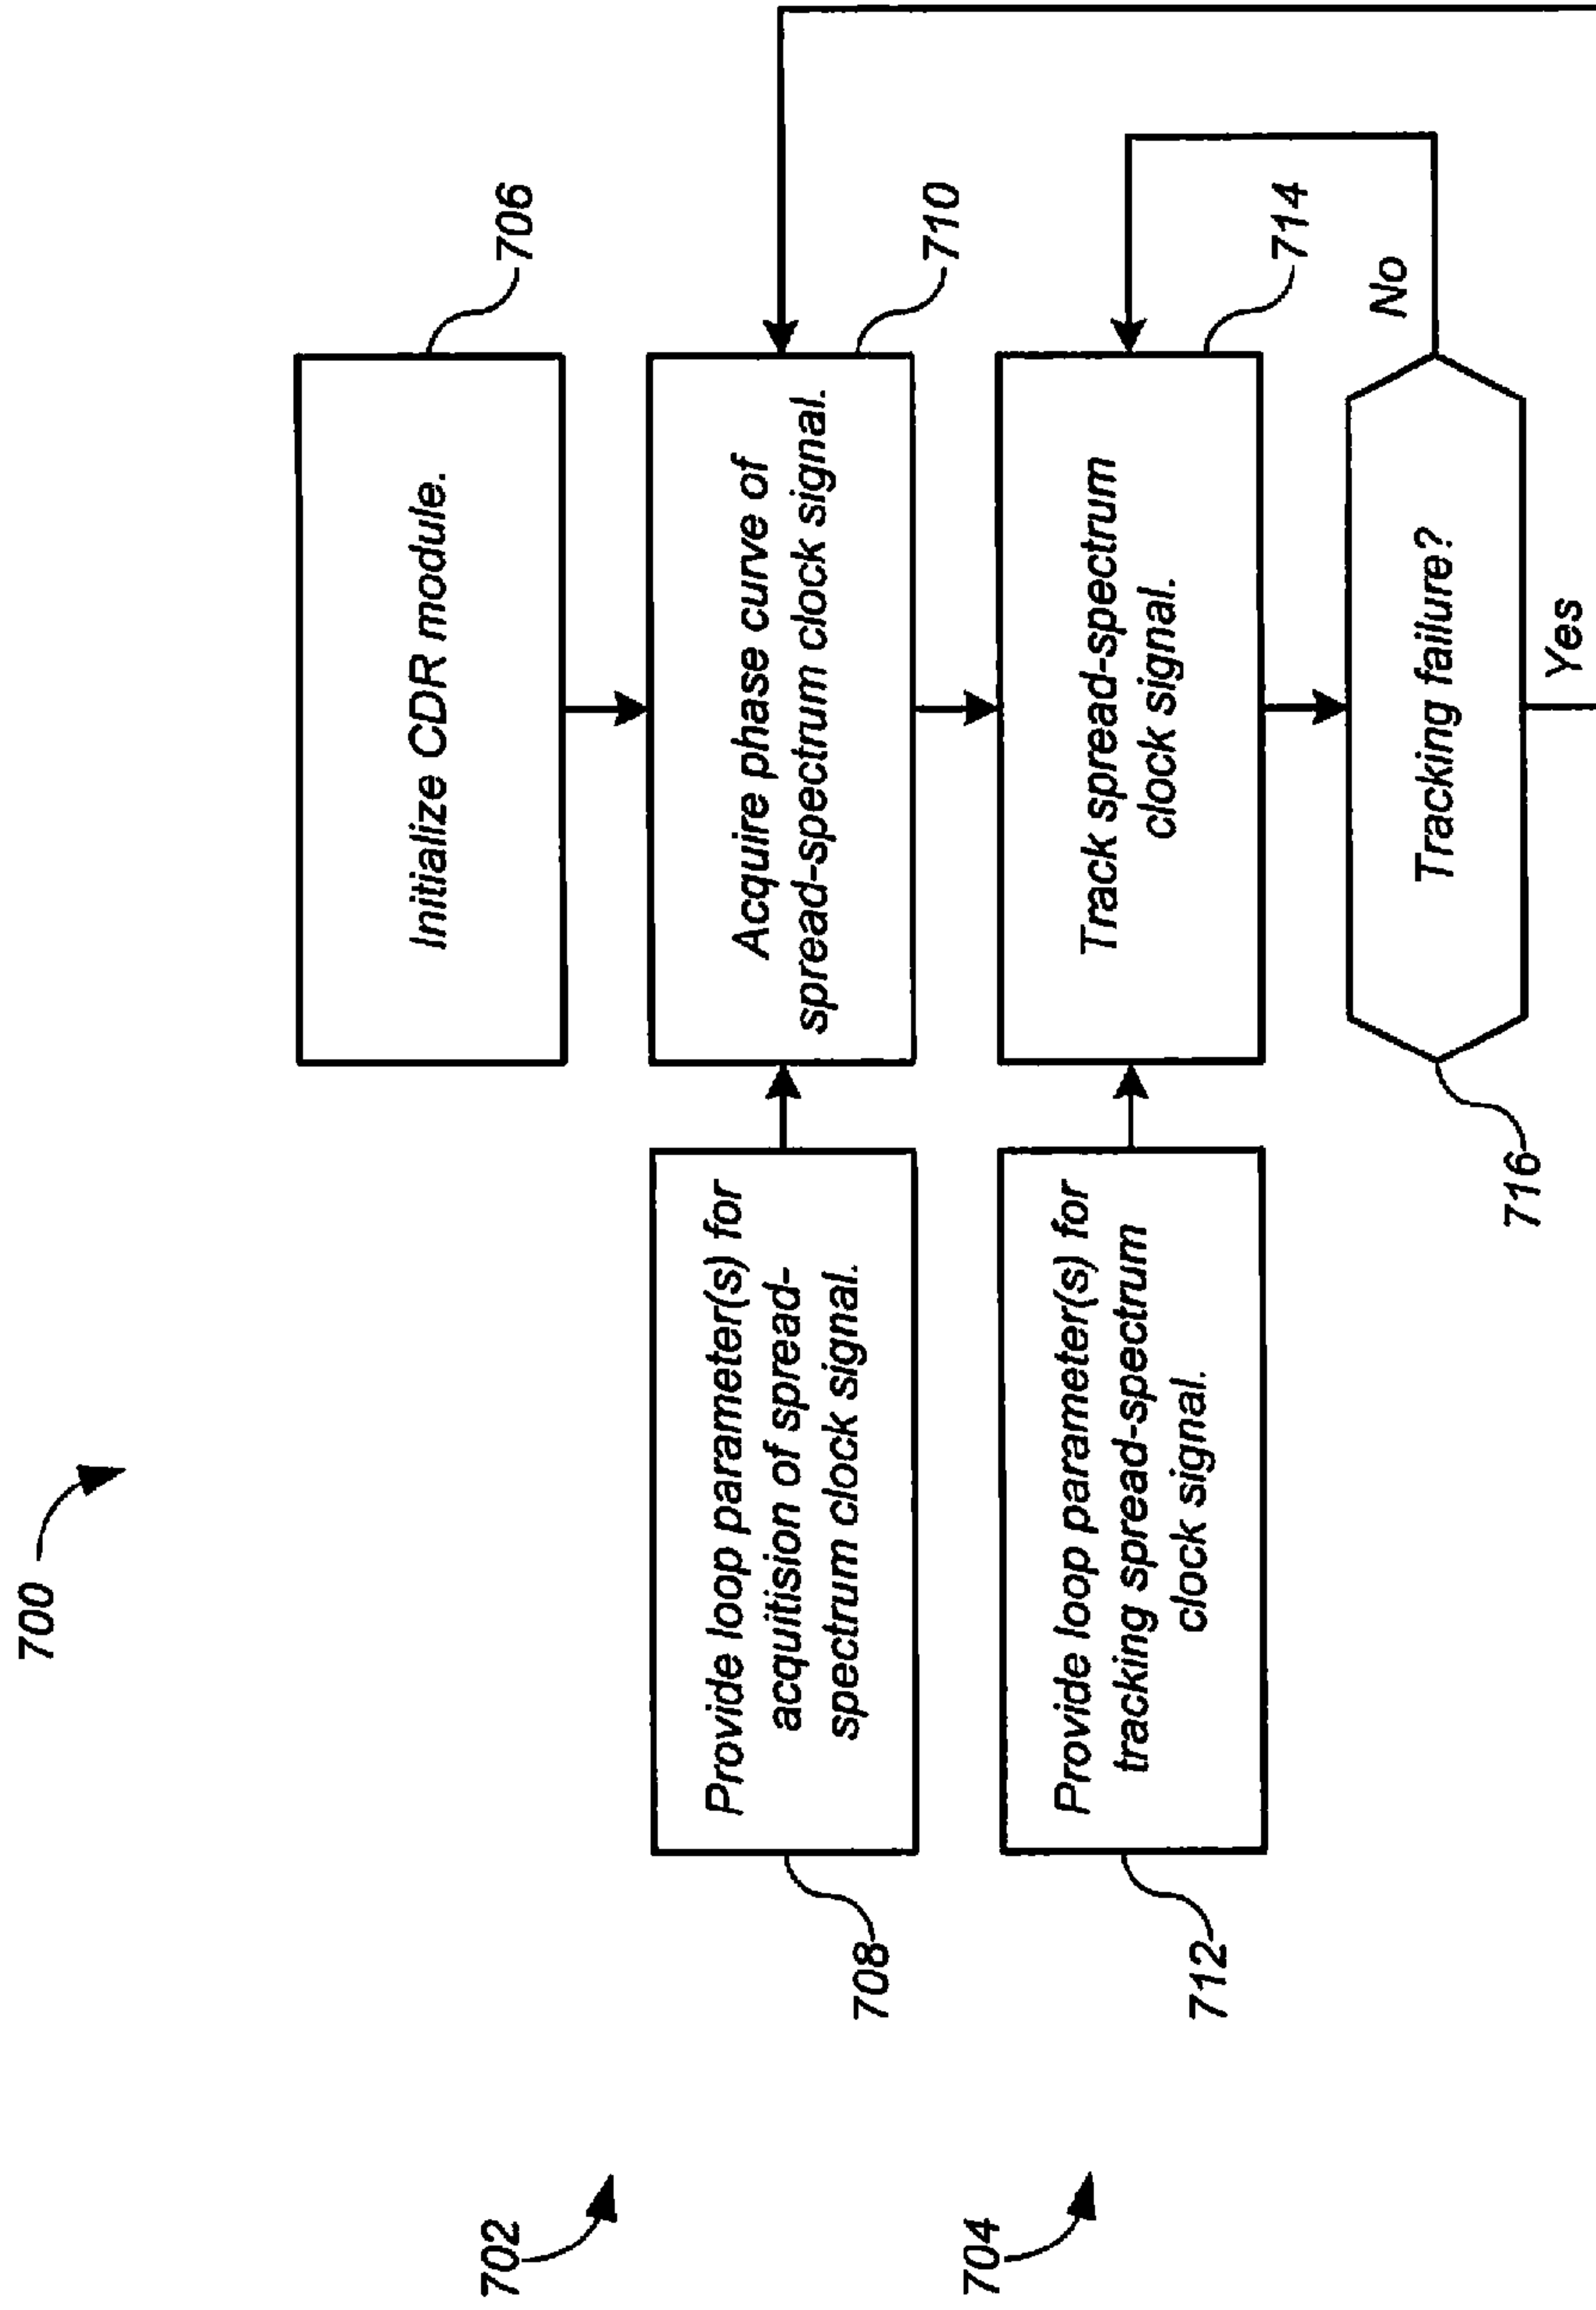 700
702
704
Initialize CDR module.
706
Provide loop parameter(s) for
acquitision of spread-
spectrum clock signal.
708
Acquire phase curve of
spread-spectrum clock signal.
710
Provide loop parameter(s) for
tracking spread-spectrum
clock signal.
712
Track spread-spectrum
clock signal.
714
Tracking failure?
716
No
Yes